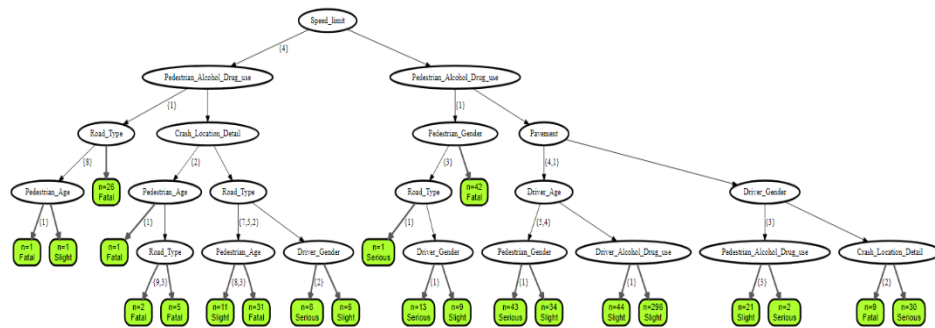 Speed_limit
{4}
Pedestrian_Alcohol_Drug_use Pedestrian_Alcohol_Drug_use
{1} {1}
Road_Type Crash_Location_Detail Pedestrian_Gender Pavement
{8} {2} {3} {4,1}
Pedestrian_Age n=26 Pedestrian_Age Road_Type Road_Type n=42 Driver_Age Driver_Gender
Fatal Fatal
{1} {1} {7,5,2} {1} {5,4} {3}
n=1 n=1 n=1 Road_Type Pedestrian_Age Driver_Gender n=1 Driver_Gender Pedestrian_Gender Driver_Alcohol_Drug_use Pedestrian_Alcohol_Drug_use Crash_Location_Detail
Fatal Slight Fatal Serious
{9,3} {8,3} {2} {1} {1} {1} {3} {2}
n=2 n=5 n=11 n=31 n=6 n=13 n=9 n=43 n=34 n=44 n=296 n=21 n=2 n=9 n=30
Fatal Fatal Slight Fatal Serious Slight Serious Slight Serious Slight Slight Slight Slight Serious Fatal Serious